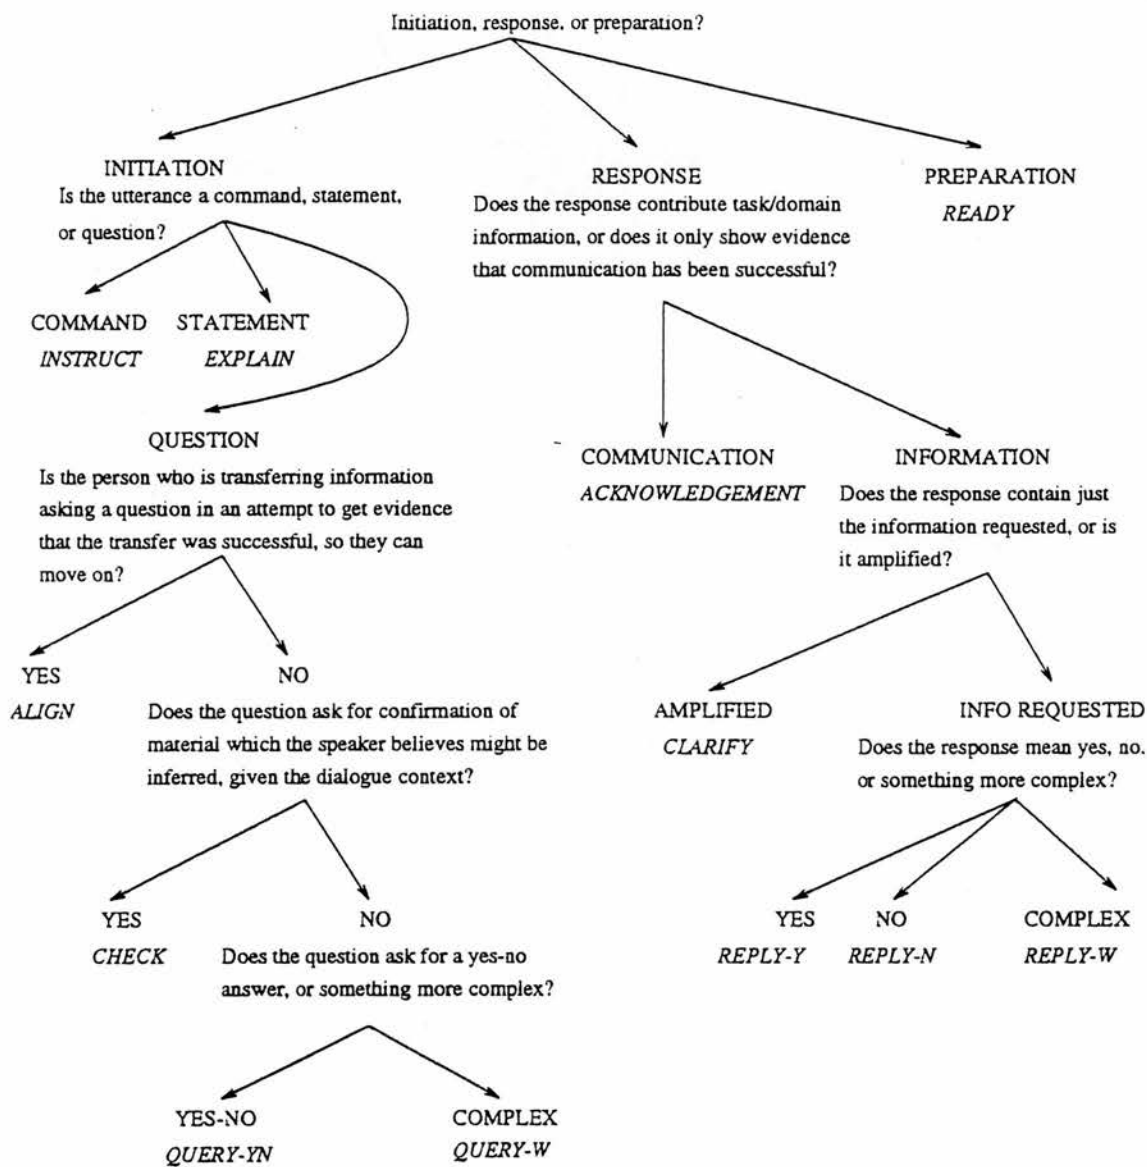 Initiation, response, or preparation?
INITIATION
Is the utterance a command, statement,
or question?
COMMAND
INSTRUCT
STATEMENT
EXPLAIN
QUESTION
Is the person who is transferring information
asking a question in an attempt to get evidence
that the transfer was successful, so they can
move on?
YES
ALIGN
NO
Does the question ask for confirmation of
material which the speaker believes might be
inferred, given the dialogue context?
YES
CHECK
NO
Does the question ask for a yes-no
answer, or something more complex?
YES-NO
QUERY-YN
COMPLEX
QUERY-W
RESPONSE
Does the response contribute task/domain
information, or does it only show evidence
that communication has been successful?
COMMUNICATION
ACKNOWLEDGEMENT
INFORMATION
Does the response contain just
the information requested, or is
it amplified?
AMPLIFIED
CLARIFY
INFO REQUESTED
Does the response mean yes, no.
or something more complex?
YES
REPLY-Y
NO
REPLY-N
COMPLEX
REPLY-W
PREPARATION
READY